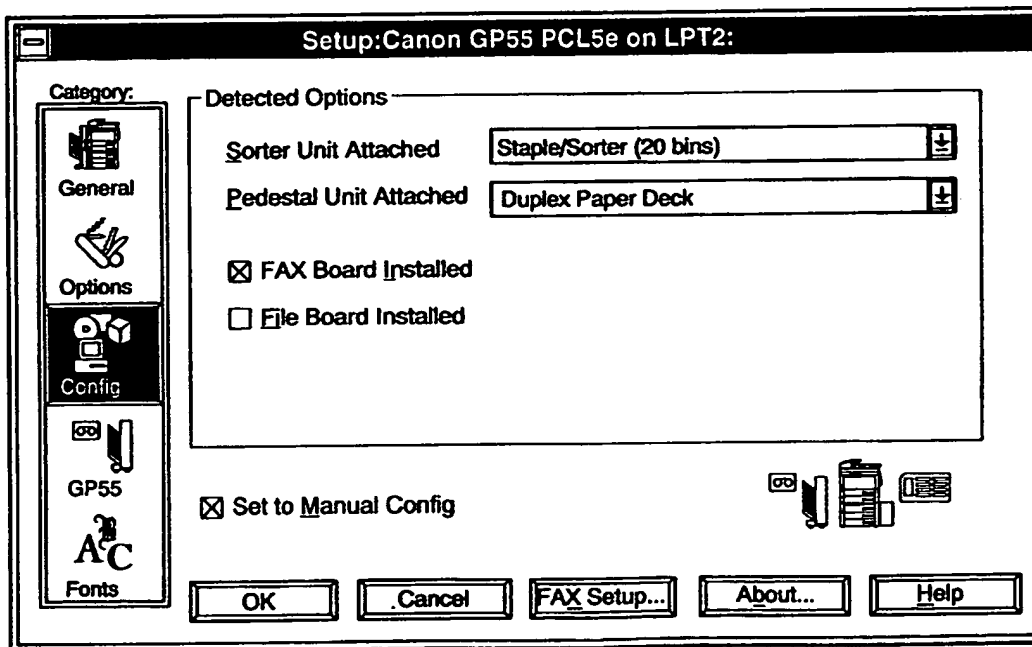 Setup:Canon GP55 PCL5e on LPT2:
Category:
General
Options
Config
GP55
Fonts
Detected Options
Sorter Unit Attached
Staple/Sorter (20 bins)
Pedestal Unit Attached
Duplex Paper Deck
FAX Board Installed
File Board Installed
Set to Manual Config
OK
Cancel
FAX Setup...
About...
Help